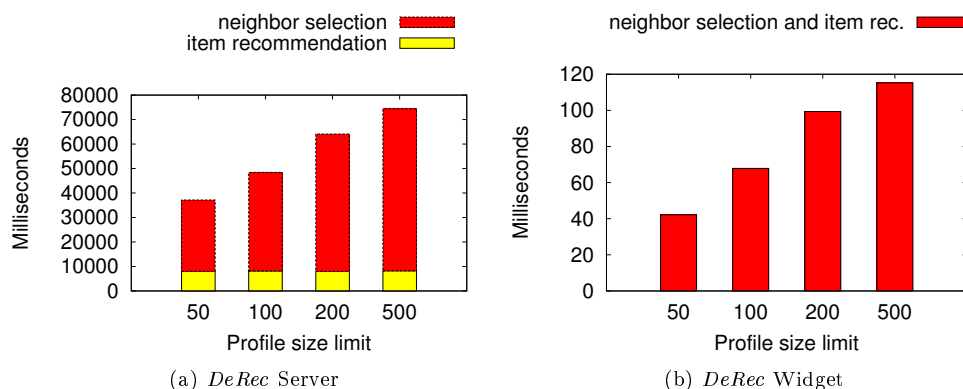 neighbor selection
item recommendation
80000
70000
60000
50000
40000
30000
20000
10000
0
Milliseconds
50 100 200 500
Profile size limit
(a) DeRec Server
neighbor selection and item rec.
120
100
80
60
40
20
0
Milliseconds
50 100 200 500
Profile size limit
(b) DeRec Widget